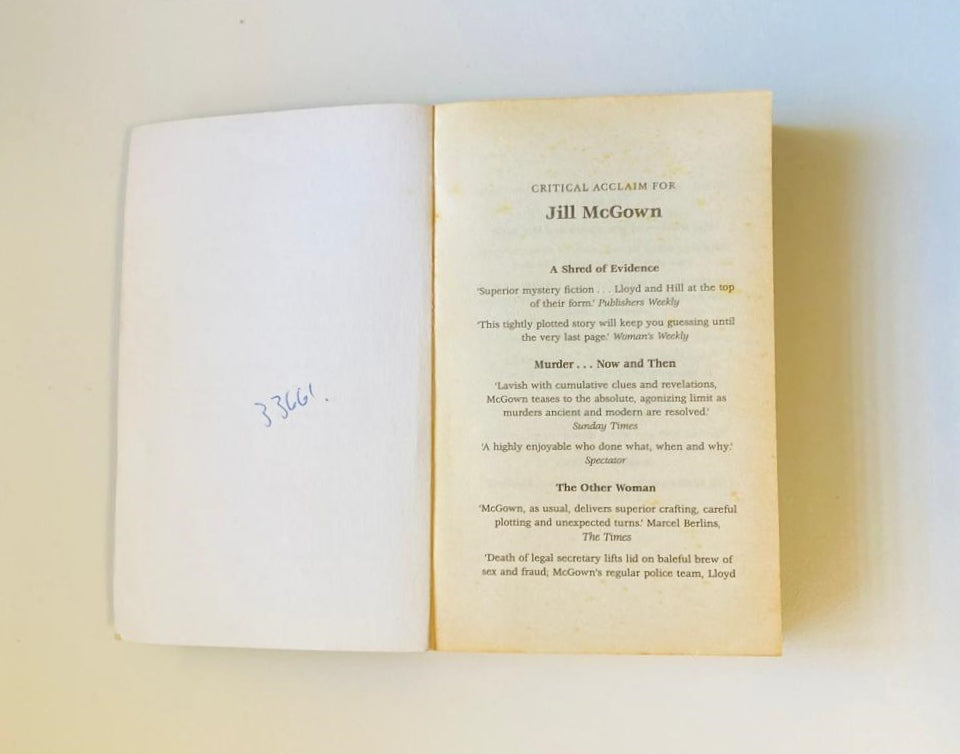 33661.
CRITICAL ACCLAIM FOR
Jill McGown
A Shred of Evidence
‘Superior mystery fiction . . . Lloyd and Hill at the top
of their form.’ Publishers Weekly
‘This tightly plotted story will keep you guessing until
the very last page.’ Woman's Weekly
Murder . . . Now and Then
‘Lavish with cumulative clues and revelations,
McGown teases to the absolute, agonizing limit as
murders ancient and modern are resolved.’
Sunday Times
‘A highly enjoyable who done what, when and why.’
Spectator
The Other Woman
‘McGown, as usual, delivers superior crafting, careful
plotting and unexpected turns.’ Marcel Berlins,
The Times
‘Death of legal secretary lifts lid on baleful brew of
sex and fraud; McGown's regular police team, Lloyd